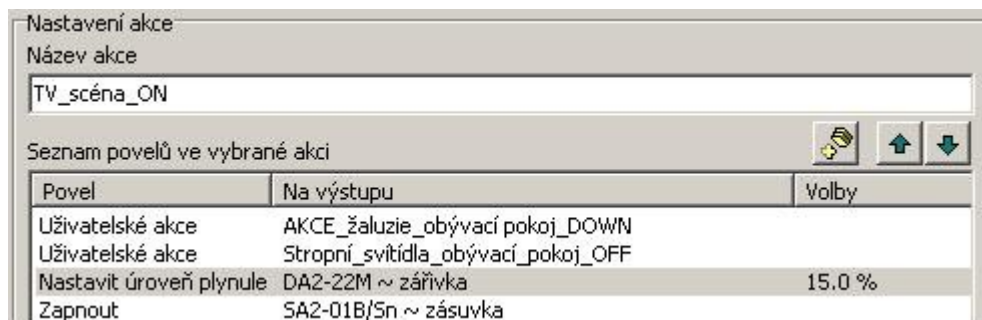 Nastavení akce
Název akce
TV_scéna_ON
Seznam povelů ve vybrané akci
Povel Na výstupu Volby
Uživatelské akce AKCE_žaluzie_obývací pokoj_DOWN
Uživatelské akce Stropní_svítídla_obývací_pokoj_OFF
Nastavit úroveň plynule DA2-22M ~ zářivka 15.0 %
Zapnout SA2-01B/Sn ~ zásuvka